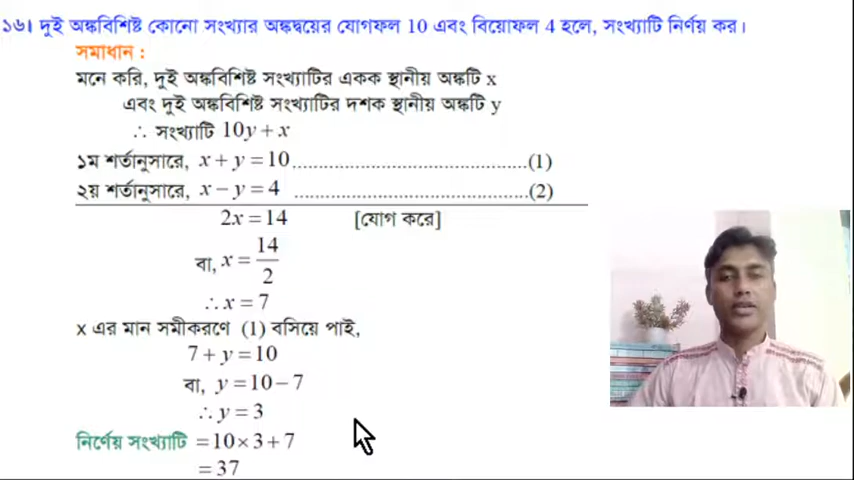 ১৬। দুই অঙ্কবিশিষ্ট কোনো সংখ্যার অঙ্কদ্বয়ের যোগফল 10 এবং বিয়োফল 4 হলে, সংখ্যাটি নির্ণয় কর।
সমাধান :
মনে করি, দুই অঙ্কবিশিষ্ট সংখ্যাটির একক স্থানীয় অঙ্কটি x
এবং দুই অঙ্কবিশিষ্ট সংখ্যাটির দশক স্থানীয় অঙ্কটি y
∴ সংখ্যাটি 10y + x
১ম শর্তানুসারে, x + y = 10 ................................................(1)
২য় শর্তানুসারে, x − y = 4 ................................................(2)
2x = 14 [যোগ করে]
বা, x = 14/2
∴ x = 7
x এর মান সমীকরণে (1) বসিয়ে পাই,
7 + y = 10
বা, y = 10 − 7
∴ y = 3
নির্ণেয় সংখ্যাটি = 10 × 3 + 7
= 37